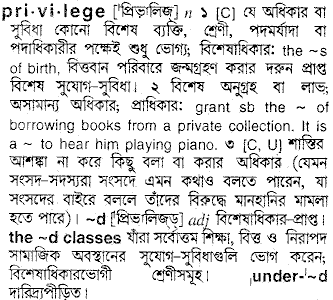 pri·vi·lege [ˈপ্রিভ়ালিজ্] n ১ [C] যে অধিকার বা
সুবিধা কোনো বিশেষ ব্যক্তি, শ্রেণী, পদমর্যাদা বা
পদাধিকারীর পক্ষেই শুধু ভোগ্য; বিশেষাধিকার: the ~s
of birth, বিত্তবান পরিবারে জন্মগ্রহণ করার দরুন প্রাপ্ত
বিশেষ সুযোগ-সুবিধা। ২ বিশেষ অনুগ্রহ বা লাভ;
অসামান্য অধিকার; প্রাধিকার: grant sb the ~ of
borrowing books from a private collection. It is
a ~ to hear him playing piano. ৩ [C, U] শাস্তির
আশঙ্কা না করে কিছু বলা বা করার অধিকার (যেমন
সংসদ-সদস্যরা সংসদে এমন কথাও বলতে পারেন, যা
সংসদের বাইরে বললে তাঁদের বিরুদ্ধে মানহানির মামলা
হতে পারে)। ~d [ˈপ্রিভ়ালিজ্ড্] adj বিশেষাধিকার-প্রাপ্ত।
the ~d classes যাঁরা সর্বোত্তম শিক্ষা, বিত্ত ও নিরাপদ
সামাজিক অবস্থানের সুযোগ-সুবিধাগুলি ভোগ করেন;
বিশেষাধিকারভোগী শ্রেণীসমূহ। under-ˈ~d
দারিদ্র্যপীড়িত।